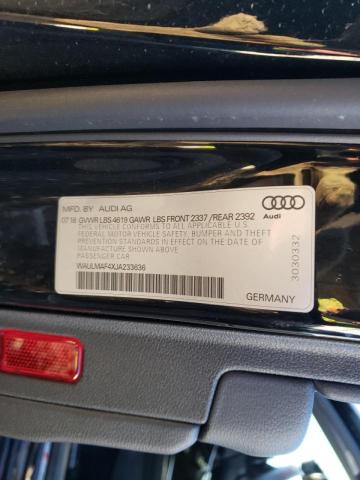 MFD. BY AUDI AG
07.18 GVWR LBS 4619 GAWR LBS FRONT 2337 /REAR 2392
THIS VEHICLE CONFORMS TO ALL APPLICABLE U.S.
FEDERAL MOTOR VEHICLE SAFETY, BUMPER AND THEFT
PREVENTION STANDARDS IN EFFECT ON THE DATE OF
MANUFACTURE SHOWN ABOVE
PASSENGER CAR
WAULMAF4XJA233636
Audi
3030332
GERMANY